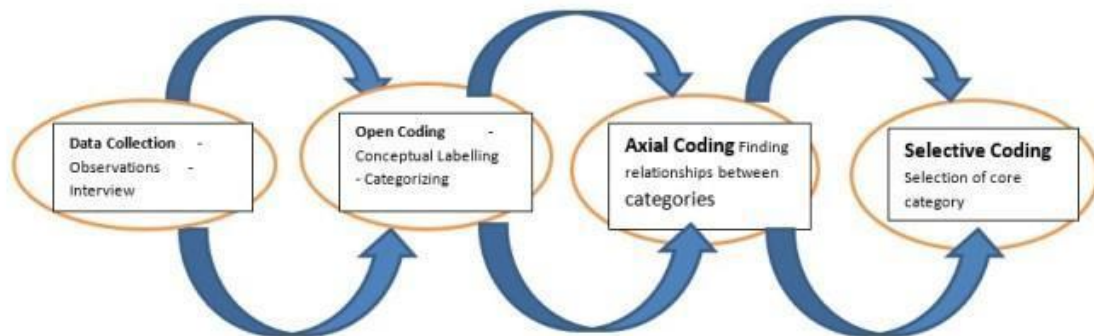 Data Collection -
Observations -
Interview
Open Coding -
Conceptual Labelling
- Categorizing
Axial Coding Finding
relationships between
categories
Selective Coding
Selection of core
category